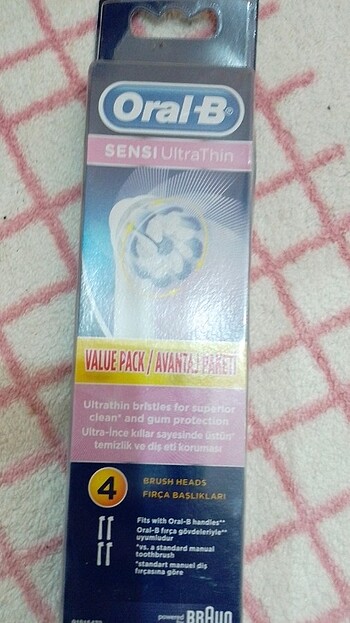 Oral-B®
SENSI UltraThin
VALUE PACK / AVANTAJ PAKETİ
Ultrathin bristles for superior
clean* and gum protection
Ultra-ince kıllar sayesinde üstün*
temizlik ve diş eti koruması
4
BRUSH HEADS
FIRÇA BAŞLIKLARI
Fits with Oral-B handles**
Oral-B fırça gövdeleriyle**
uyumludur
*vs. a standard manual
toothbrush
*standart manuel diş
fırçasına göre
powered
BRAUN